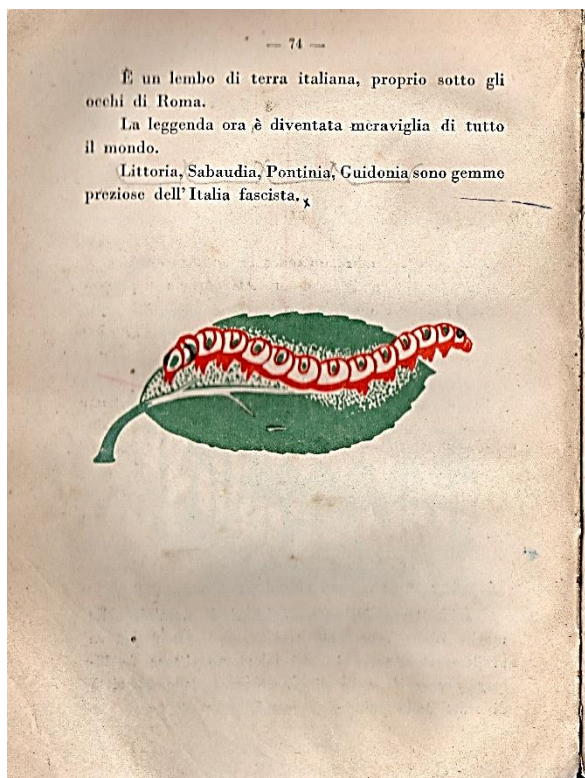 — 74 —
È un lembo di terra italiana, proprio sotto gli
occhi di Roma.
La leggenda ora è diventata meraviglia di tutto
il mondo.
Littoria, Sabaudia, Pontinia, Guidonia sono gemme
preziose dell'Italia fascista.